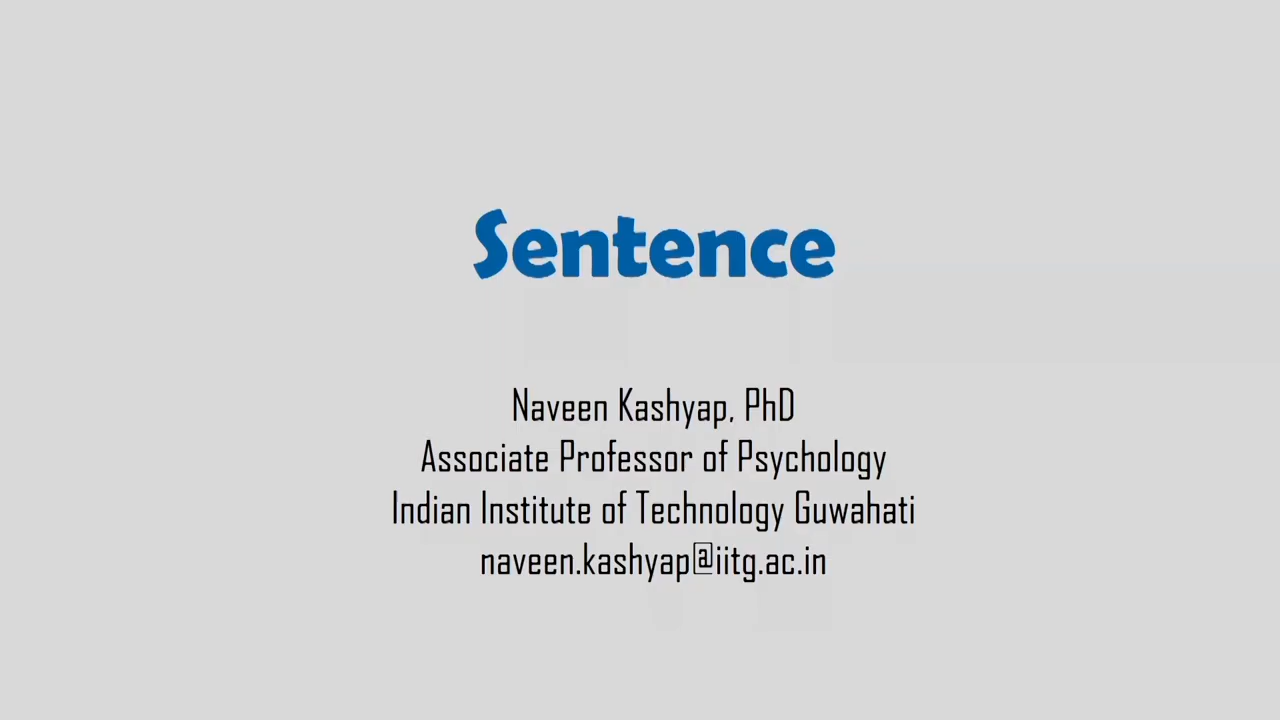 Sentence
Naveen Kashyap, PhD
Associate Professor of Psychology
Indian Institute of Technology Guwahati
naveen.kashyap@iitg.ac.in